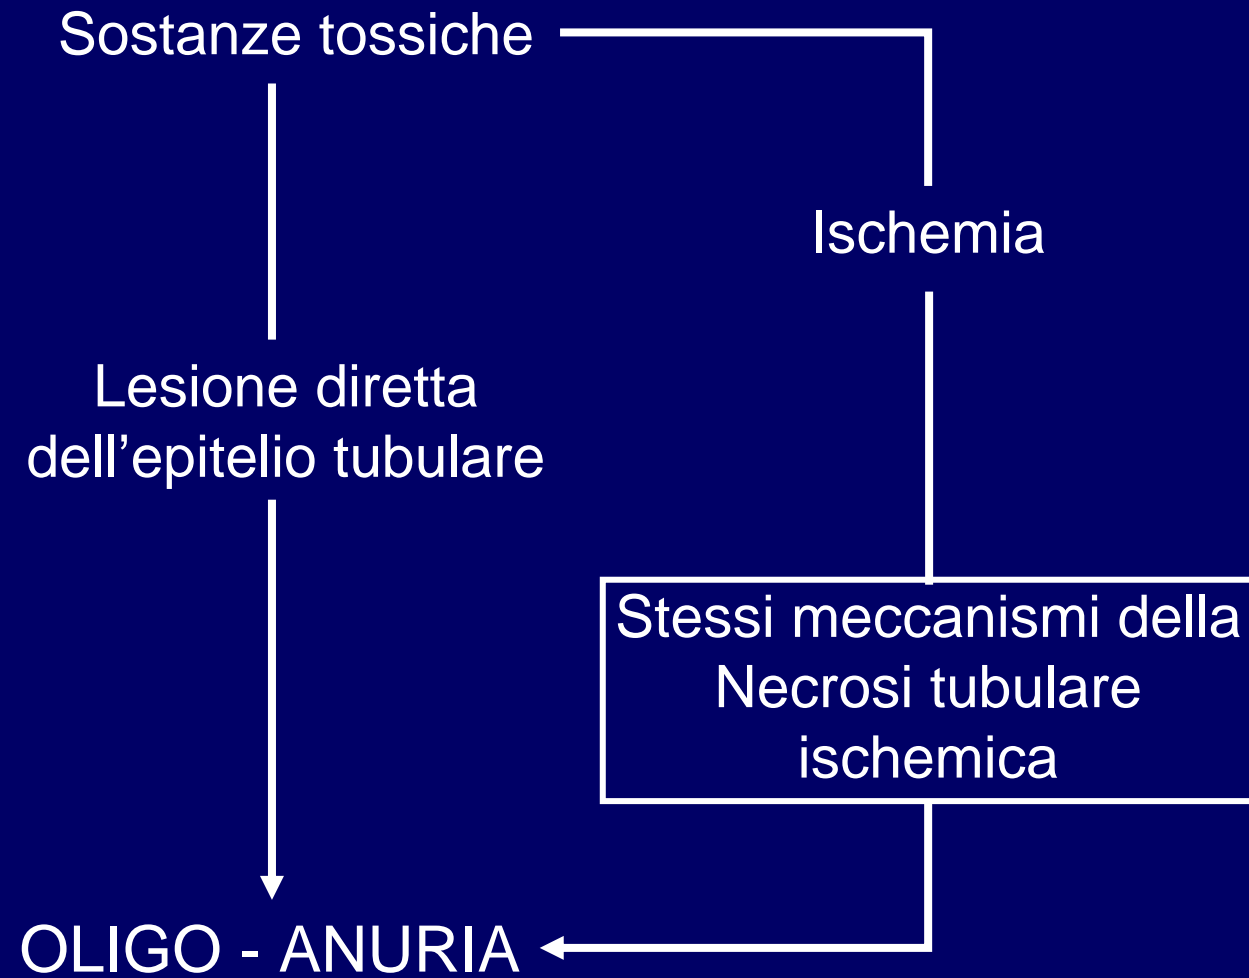 Sostanze tossiche
Ischemia
Lesione diretta
dell’epitelio tubulare
Stessi meccanismi della
Necrosi tubulare
ischemica
OLIGO - ANURIA